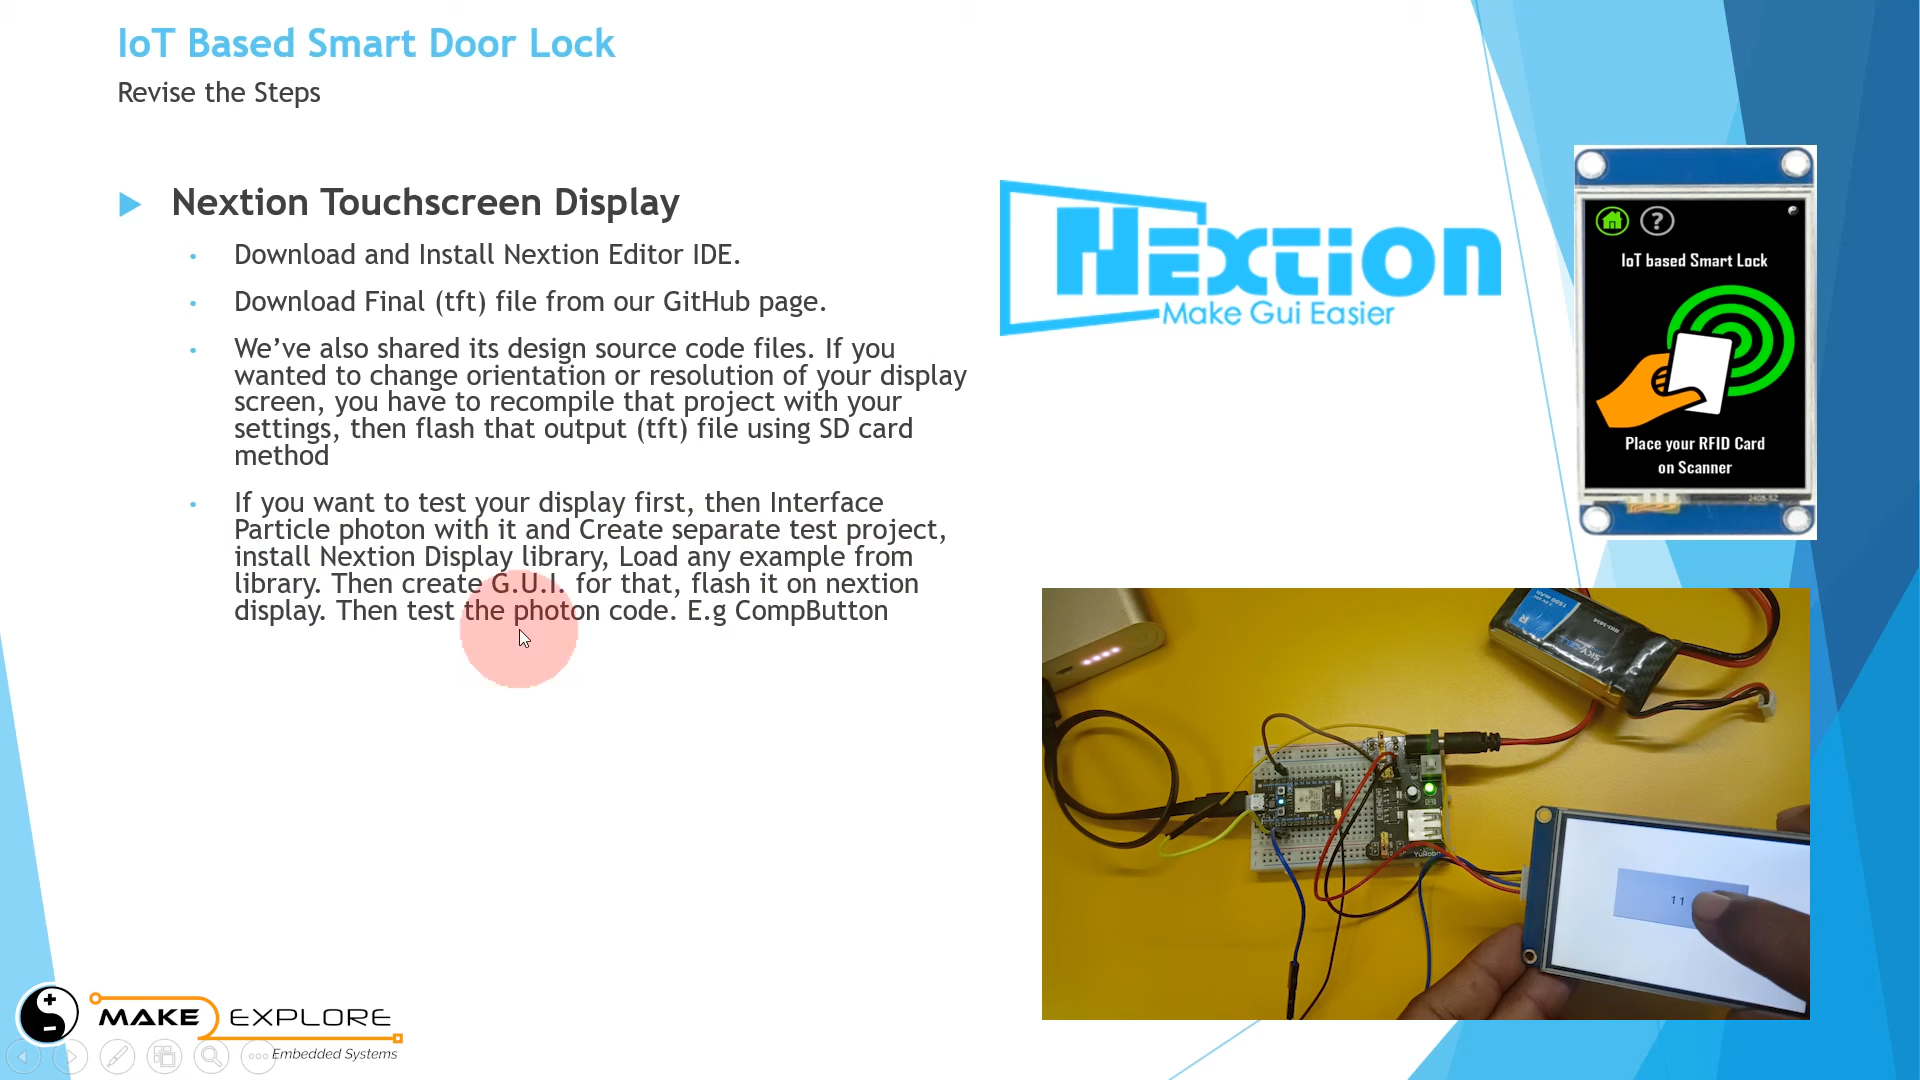 IoT Based Smart Door Lock
Revise the Steps
Nextion Touchscreen Display
Download and Install Nextion Editor IDE.
Download Final (tft) file from our GitHub page.
We’ve also shared its design source code files. If you
wanted to change orientation or resolution of your display
screen, you have to recompile that project with your
settings, then flash that output (tft) file using SD card
method
If you want to test your display first, then Interface
Particle photon with it and Create separate test project,
install Nextion Display library, Load any example from
library. Then create G.U.I. for that, flash it on nextion
display. Then test the photon code. E.g CompButton
Nextion
Make Gui Easier
?
IoT based Smart Lock
Place your RFID Card
on Scanner
1500 mAh
YuRobo
11
MAKE EXPLORE
Embedded Systems